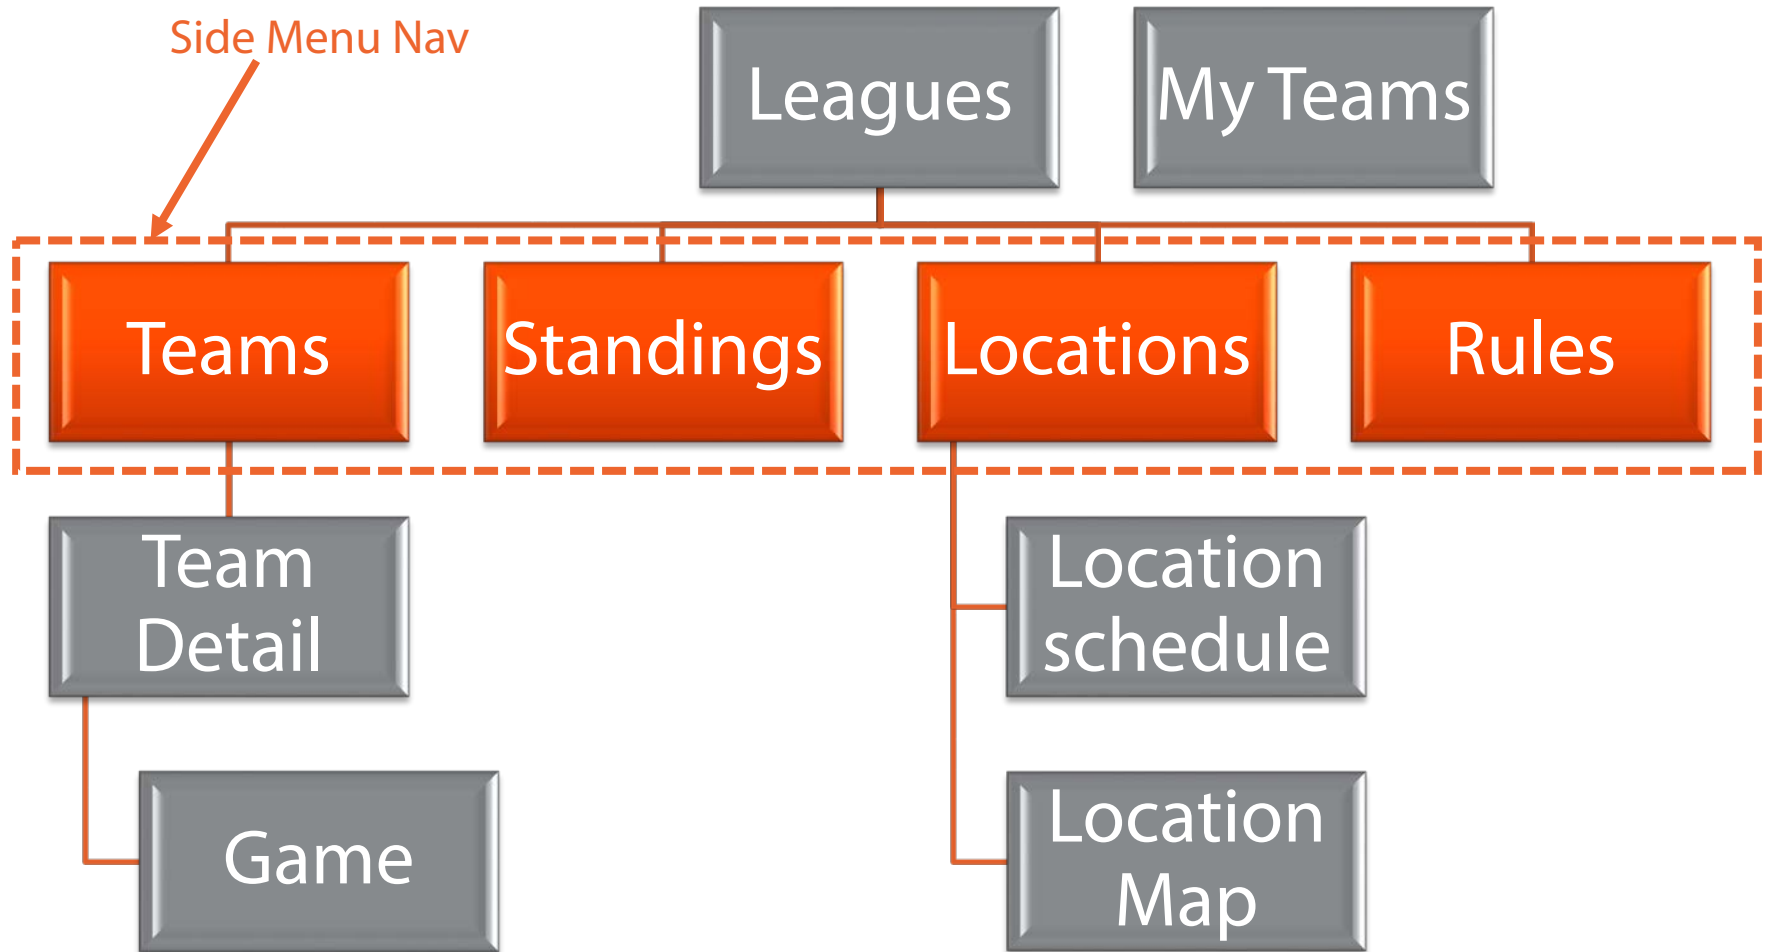 Side Menu Nav
Leagues
My Teams
Teams
Standings
Locations
Rules
Team
Detail
Location
schedule
Game
Location
Map